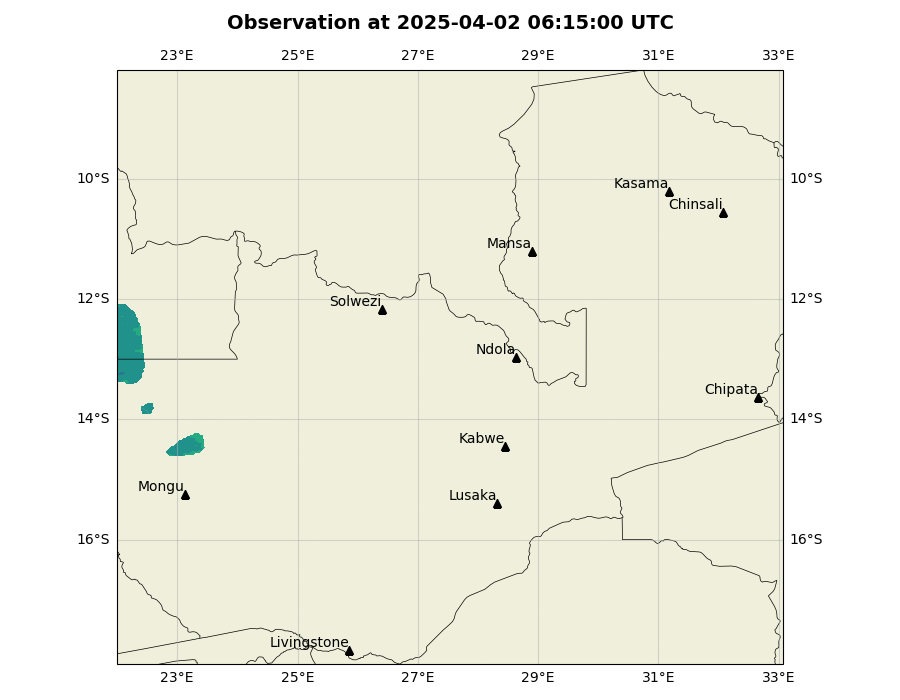 Observation at 2025-04-02 06:15:00 UTC
23°E 25°E 27°E 29°E 31°E 33°E
10°S 10°S
Kasama
Chinsali
Mansa
12°S 12°S
Solwezi
Ndola
Chipata
14°S 14°S
Kabwe
Mongu
Lusaka
16°S 16°S
Livingstone
23°E 25°E 27°E 29°E 31°E 33°E